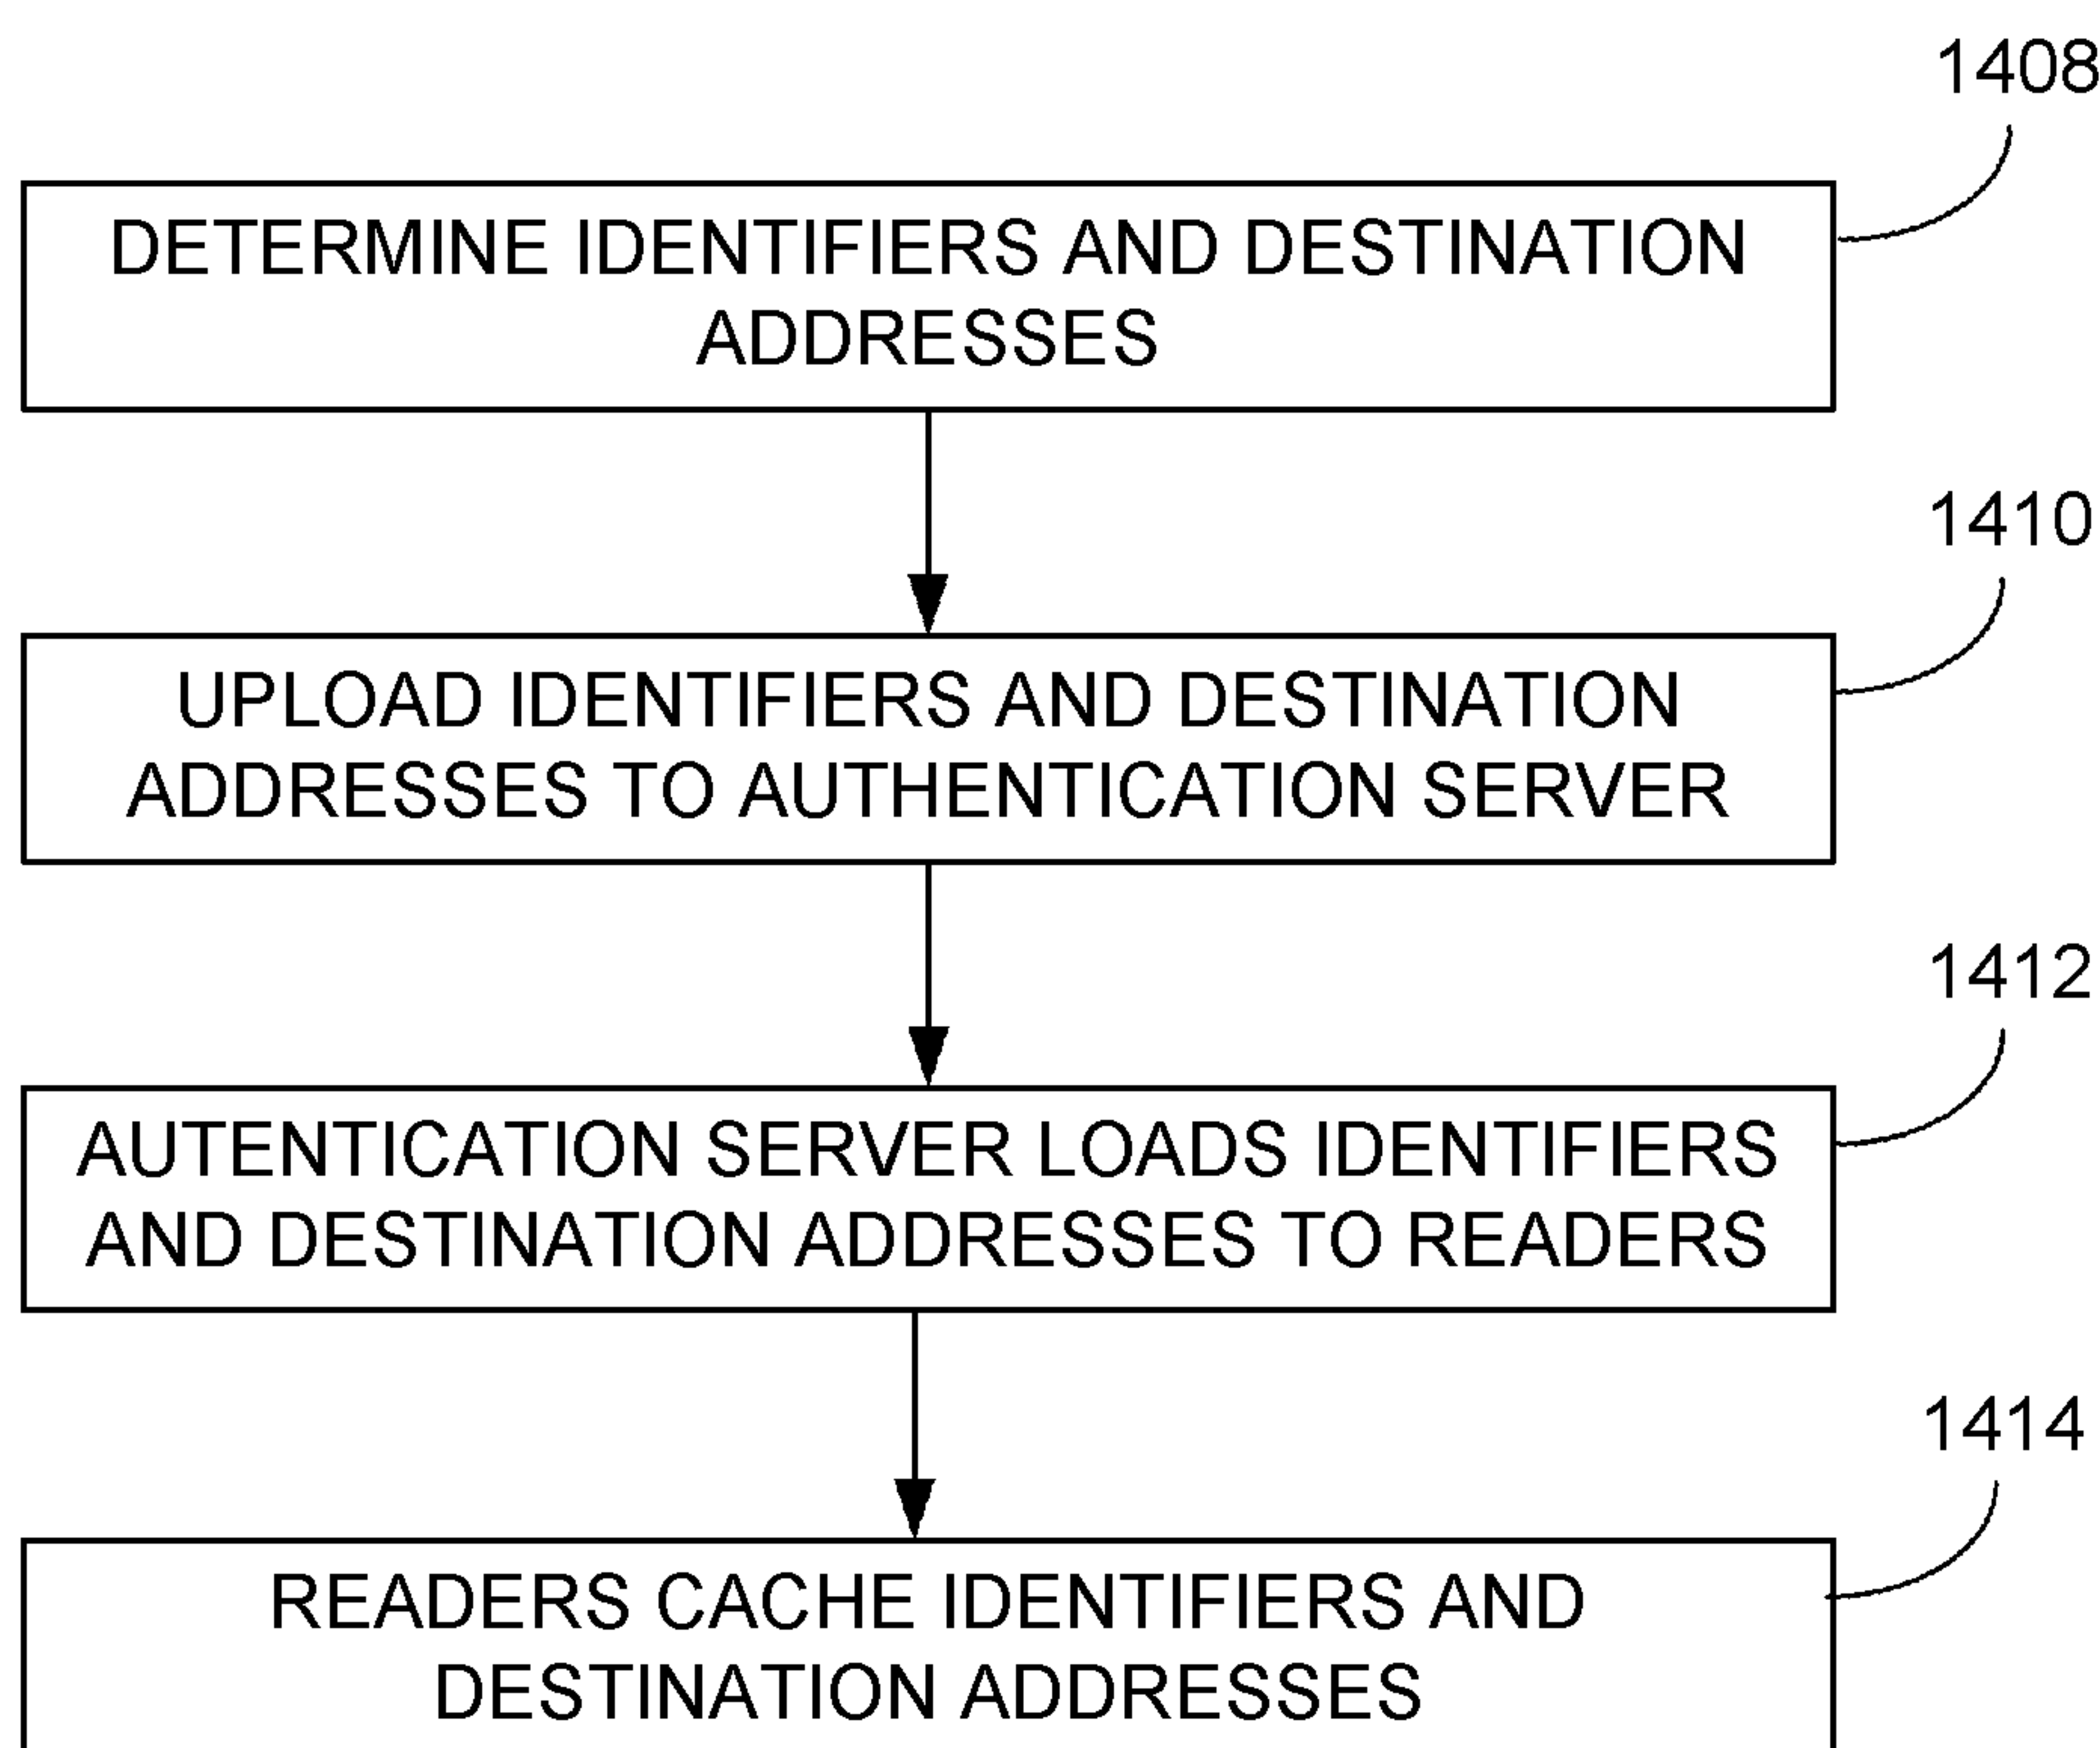 1408
DETERMINE IDENTIFIERS AND DESTINATION
ADDRESSES
1410
UPLOAD IDENTIFIERS AND DESTINATION
ADDRESSES TO AUTHENTICATION SERVER
1412
AUTENTICATION SERVER LOADS IDENTIFIERS
AND DESTINATION ADDRESSES TO READERS
1414
READERS CACHE IDENTIFIERS AND
DESTINATION ADDRESSES